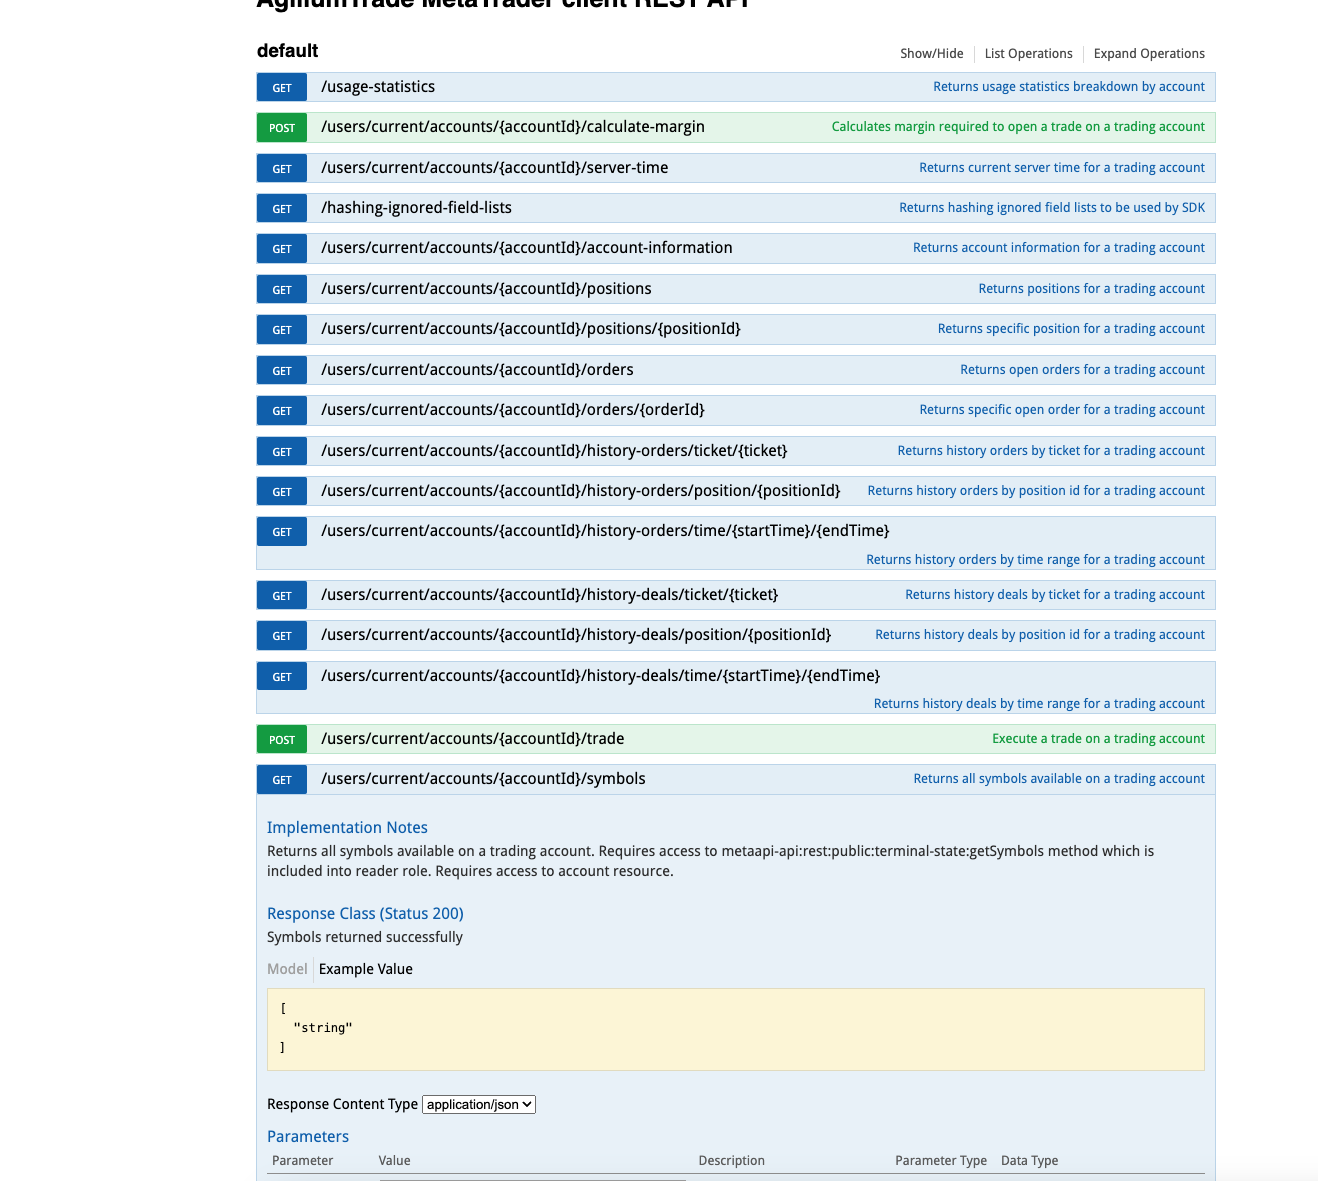 AgiliumTrade MetaTrader client REST API
default
Show/Hide List Operations Expand Operations
GET /usage-statistics Returns usage statistics breakdown by account
POST /users/current/accounts/{accountId}/calculate-margin Calculates margin required to open a trade on a trading account
GET /users/current/accounts/{accountId}/server-time Returns current server time for a trading account
GET /hashing-ignored-field-lists Returns hashing ignored field lists to be used by SDK
GET /users/current/accounts/{accountId}/account-information Returns account information for a trading account
GET /users/current/accounts/{accountId}/positions Returns positions for a trading account
GET /users/current/accounts/{accountId}/positions/{positionId} Returns specific position for a trading account
GET /users/current/accounts/{accountId}/orders Returns open orders for a trading account
GET /users/current/accounts/{accountId}/orders/{orderId} Returns specific open order for a trading account
GET /users/current/accounts/{accountId}/history-orders/ticket/{ticket} Returns history orders by ticket for a trading account
GET /users/current/accounts/{accountId}/history-orders/position/{positionId} Returns history orders by position id for a trading account
GET /users/current/accounts/{accountId}/history-orders/time/{startTime}/{endTime}
Returns history orders by time range for a trading account
GET /users/current/accounts/{accountId}/history-deals/ticket/{ticket} Returns history deals by ticket for a trading account
GET /users/current/accounts/{accountId}/history-deals/position/{positionId} Returns history deals by position id for a trading account
GET /users/current/accounts/{accountId}/history-deals/time/{startTime}/{endTime}
Returns history deals by time range for a trading account
POST /users/current/accounts/{accountId}/trade Execute a trade on a trading account
GET /users/current/accounts/{accountId}/symbols Returns all symbols available on a trading account
Implementation Notes
Returns all symbols available on a trading account. Requires access to metaapi-api:rest:public:terminal-state:getSymbols method which is
included into reader role. Requires access to account resource.
Response Class (Status 200)
Symbols returned successfully
Model Example Value
[
"string"
]
Response Content Type application/json
Parameters
Parameter Value Description Parameter Type Data Type